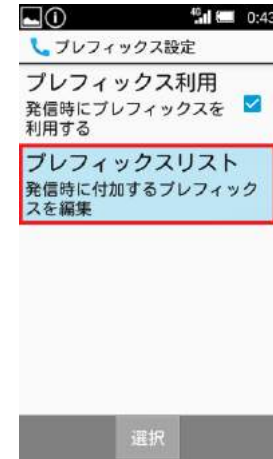 4G 0:43
プレフィックス設定
プレフィックス利用
発信時にプレフィックスを
利用する
プレフィックスリスト
発信時に付加するプレフィック
スを編集
選択